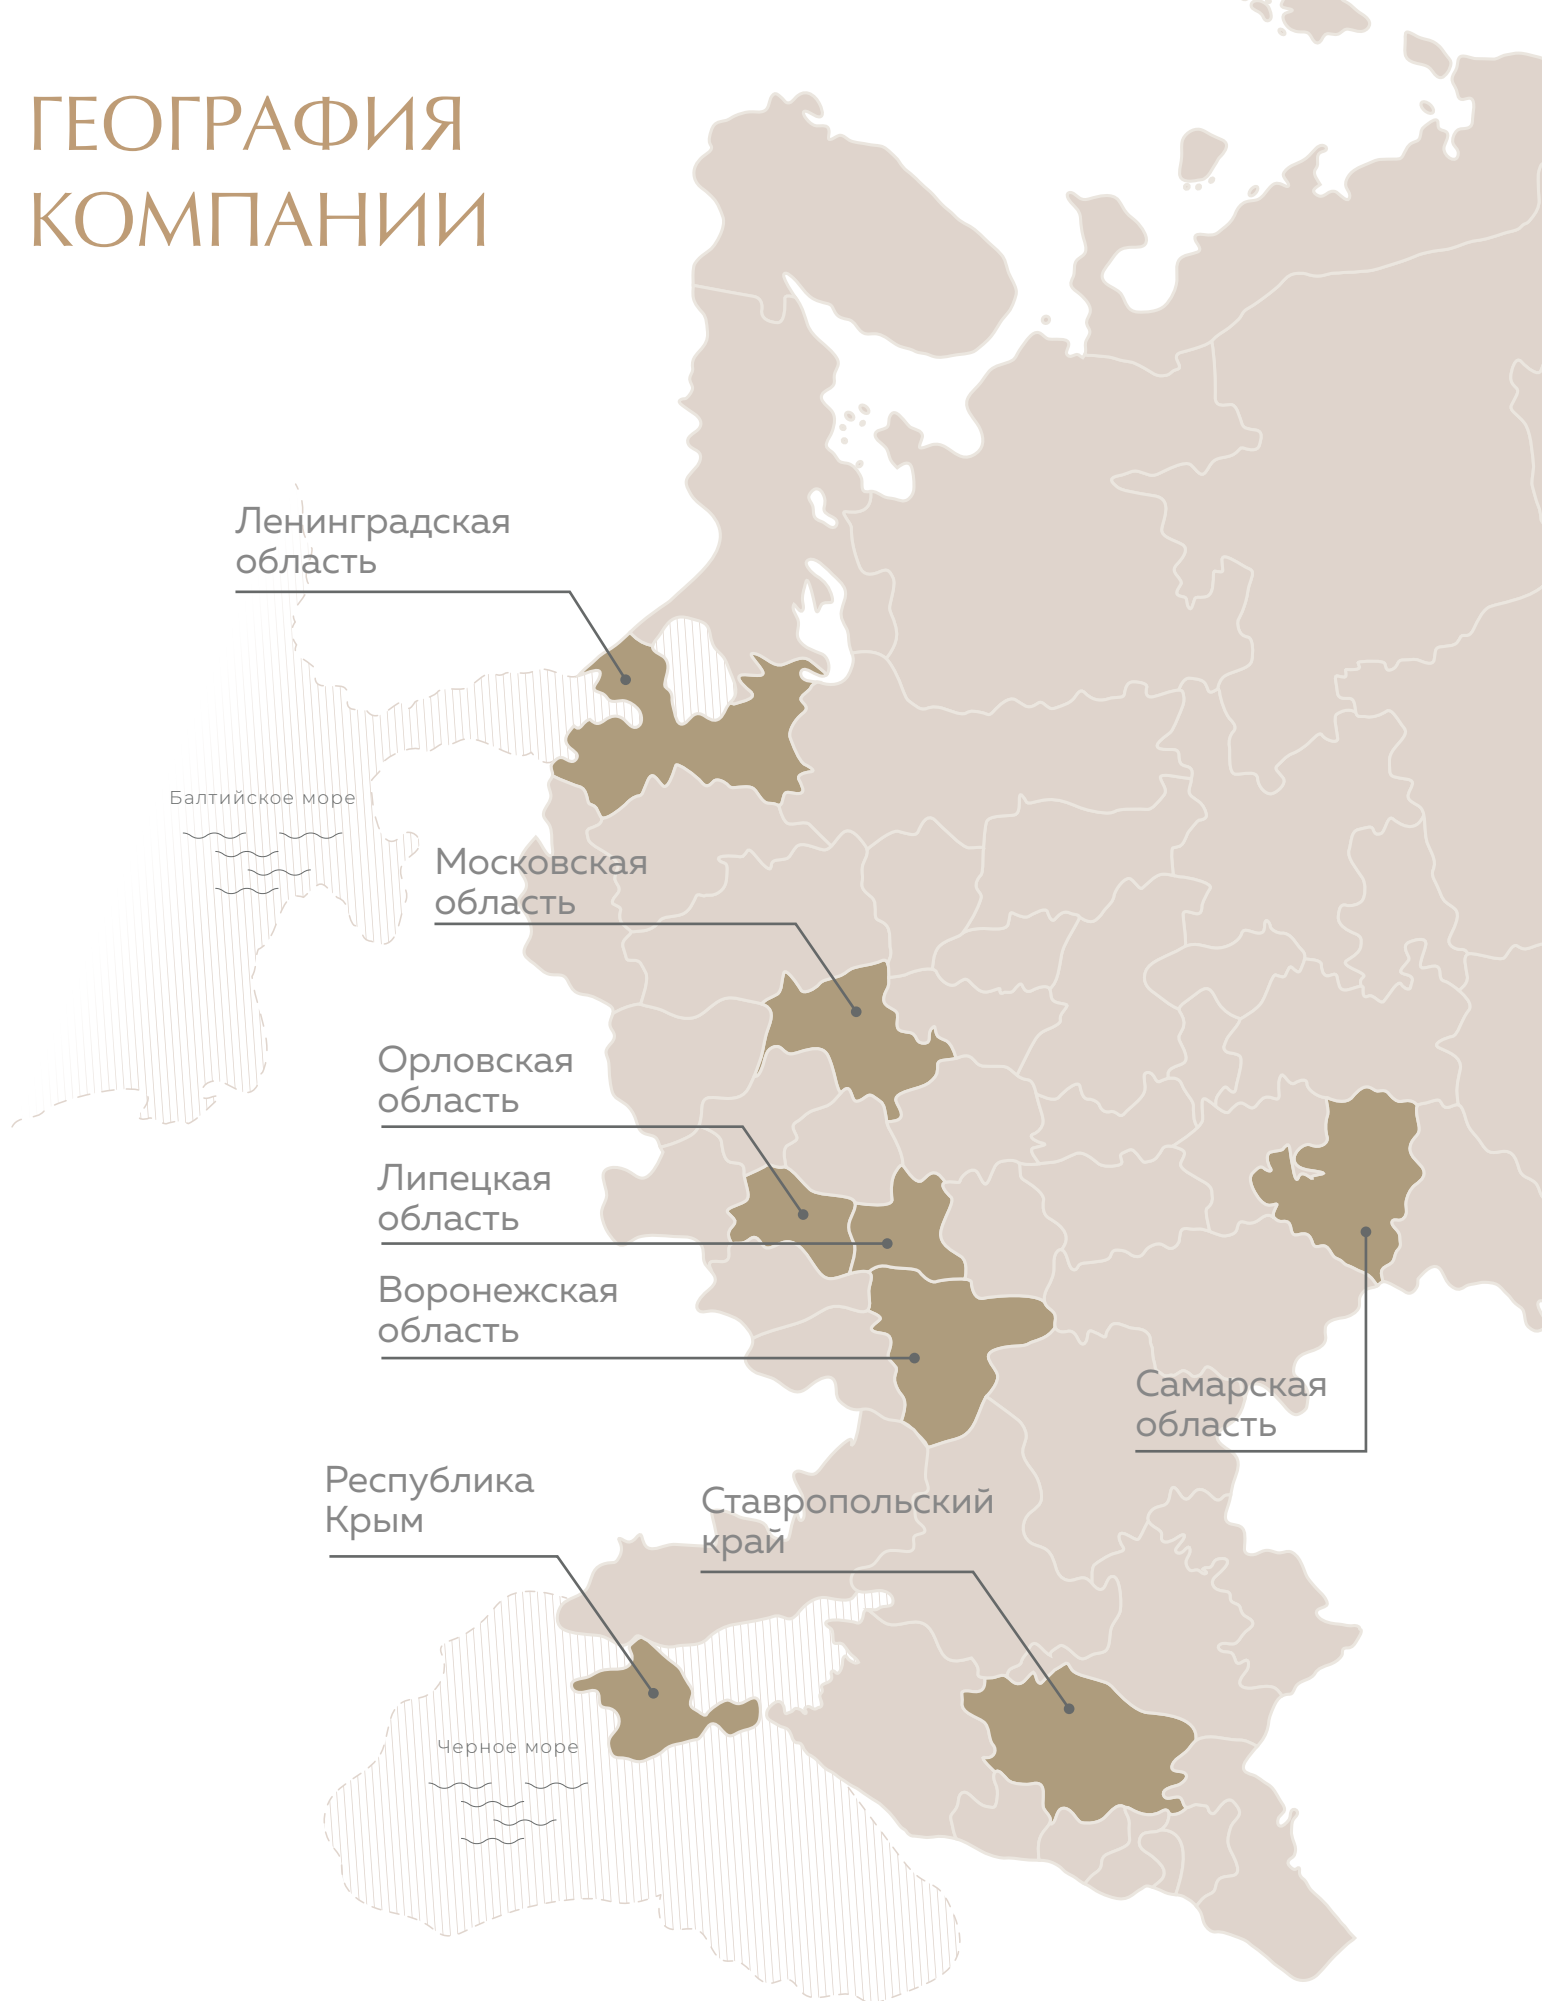 ГЕОГРАФИЯ
КОМПАНИИ
Ленинградская
область
Балтийское море
Московская
область
Орловская
область
Липецкая
область
Воронежская
область
Самарская
область
Республика
Крым
Ставропольский
край
Черное море